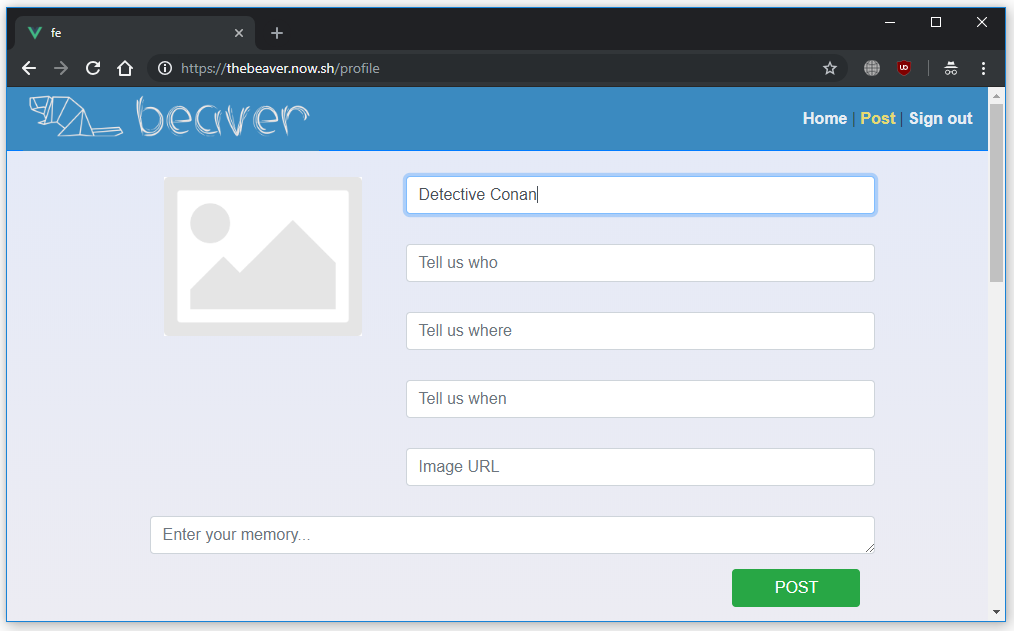 fe
https://thebeaver.now.sh/profile
beaver
Home | Post | Sign out
Detective Conan
Tell us who
Tell us where
Tell us when
Image URL
Enter your memory...
POST